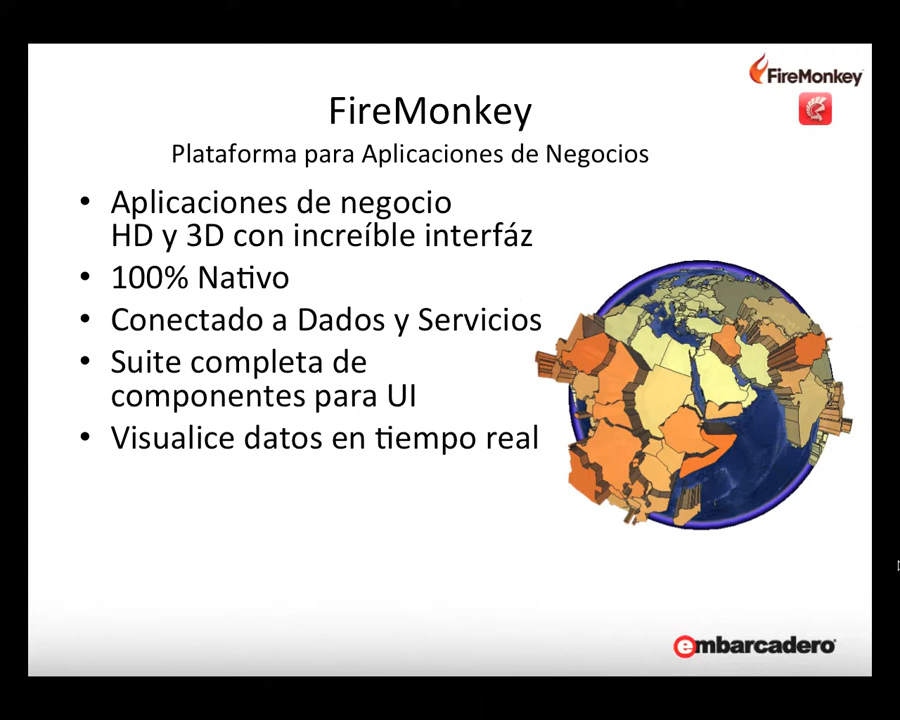 FireMonkey
FireMonkey
Plataforma para Aplicaciones de Negocios
• Aplicaciones de negocio
HD y 3D con increíble interfáz
• 100% Nativo
• Conectado a Dados y Servicios
• Suite completa de
componentes para UI
• Visualice datos en tiempo real
embarcadero